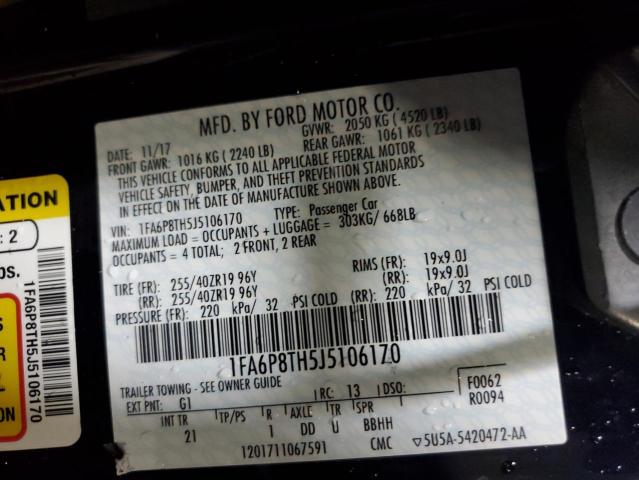 MFD. BY FORD MOTOR CO.
DATE: 11/17 GVWR: 2050 KG ( 4520 LB)
FRONT GAWR: 1016 KG ( 2240 LB) REAR GAWR: 1061 KG ( 2340 LB)
THIS VEHICLE CONFORMS TO ALL APPLICABLE FEDERAL MOTOR
VEHICLE SAFETY, BUMPER, AND THEFT PREVENTION STANDARDS
IN EFFECT ON THE DATE OF MANUFACTURE SHOWN ABOVE.
VIN: 1FA6P8TH5J5106170 TYPE: Passenger Car
MAXIMUM LOAD = OCCUPANTS + LUGGAGE = 303KG/ 668LB
OCCUPANTS = 4 TOTAL; 2 FRONT, 2 REAR
TIRE (FR): 255/40ZR19 96Y RIMS (FR): 19x9.0J
(RR): 255/40ZR19 96Y (RR): 19x9.0J
PRESSURE (FR): 220 kPa/ 32 PSI COLD (RR): 220 kPa/ 32 PSI COLD
1FA6P8TH5J5106170
TRAILER TOWING - SEE OWNER GUIDE
EXT PNT: G1 RC: 13 DSO: F0062
INT TR TP/PS R AXLE TR SPR R0094
21 1 DD U BBHH
1201711067591 CMC ▽5U5A-5420472-AA
ATION
: 2
bs.
S
R
ON
1FA6P8TH5J5106170